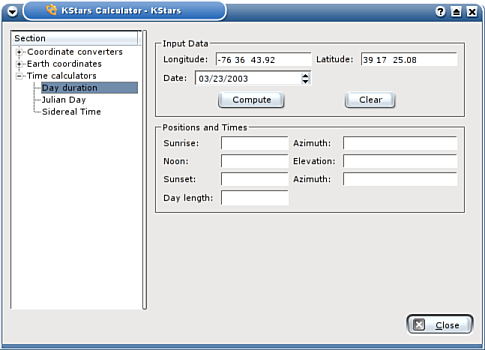 KStars Calculator - KStars
Section
Coordinate converters
Earth coordinates
Time calculators
Day duration
Julian Day
Sidereal Time
Input Data
Longitude: -76 36 43.92 Latitude: 39 17 25.08
Date: 03/23/2003
Compute Clear
Positions and Times
Sunrise: Azimuth:
Noon: Elevation:
Sunset: Azimuth:
Day length:
Close